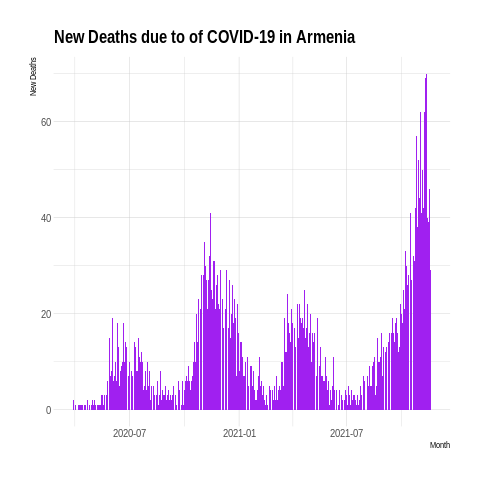 New Deaths due to of COVID-19 in Armenia
New Deaths
60
40
20
0
2020-07
2021-01
2021-07
Month